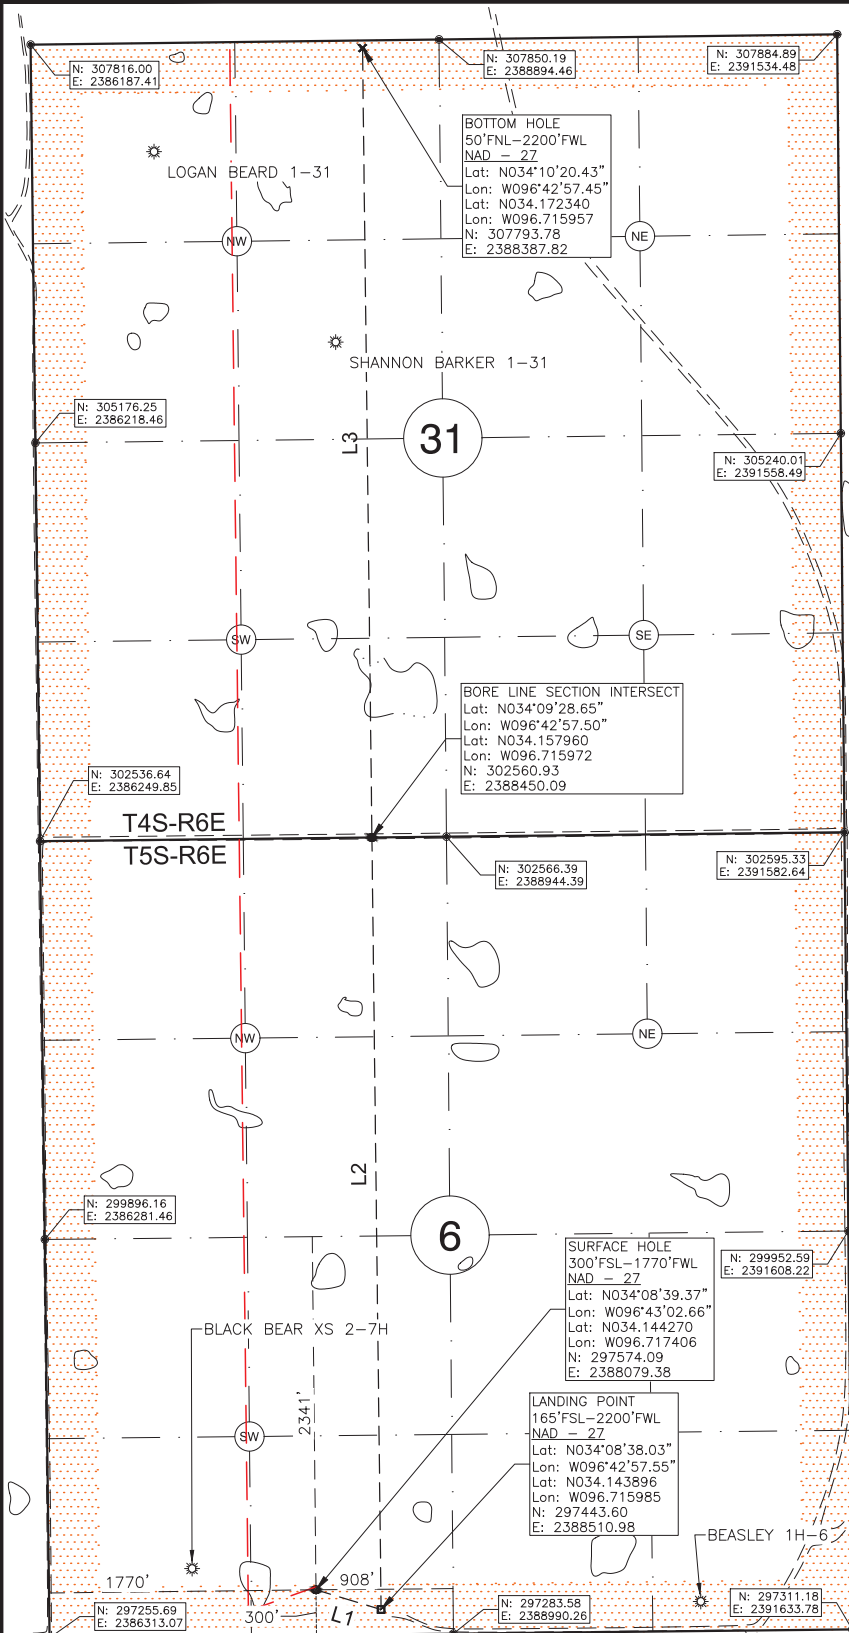 N: 307816.00
E: 2386187.41
N: 307850.19
E: 2388894.46
N: 307884.89
E: 2391534.48
BOTTOM HOLE
50'FNL-2200'FWL
NAD - 27
Lat: N034°10'20.43"
Lon: W096°42'57.45"
Lat: N034.172340
Lon: W096.715957
N: 307793.78
E: 2388387.82
LOGAN BEARD 1-31
NW
NE
SHANNON BARKER 1-31
N: 305176.25
E: 2386218.46
L3
31
N: 305240.01
E: 2391558.49
SW
SE
BORE LINE SECTION INTERSECT
Lat: N034°09'28.65"
Lon: W096°42'57.50"
Lat: N034.157960
Lon: W096.715972
N: 302560.93
E: 2388450.09
N: 302536.64
E: 2386249.85
T4S-R6E
T5S-R6E
N: 302566.39
E: 2388944.39
N: 302595.33
E: 2391582.64
NW
NE
L2
N: 299896.16
E: 2386281.46
6
N: 299952.59
E: 2391608.22
SURFACE HOLE
300'FSL-1770'FWL
NAD - 27
Lat: N034°08'39.37"
Lon: W096°43'02.66"
Lat: N034.144270
Lon: W096.717406
N: 297574.09
E: 2388079.38
BLACK BEAR XS 2-7H
2341'
LANDING POINT
165'FSL-2200'FWL
NAD - 27
Lat: N034°08'38.03"
Lon: W096°42'57.55"
Lat: N034.143896
Lon: W096.715985
N: 297443.60
E: 2388510.98
SW
BEASLEY 1H-6
1770'
908'
300'
L1
N: 297255.69
E: 2386313.07
N: 297283.58
E: 2388990.26
N: 297311.18
E: 2391633.78